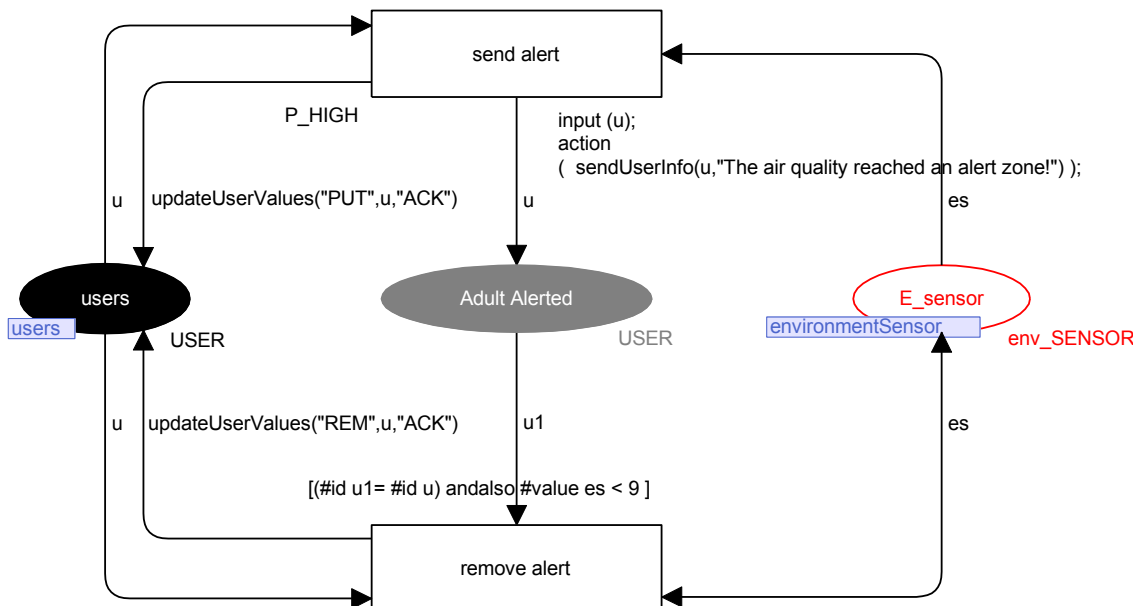 send alert
P_HIGH
input (u);
action
( sendUserInfo(u,"The air quality reached an alert zone!") );
u
updateUserValues("PUT",u,"ACK")
u
es
users
Adult Alerted
E_sensor
users
environmentSensor
USER
USER
env_SENSOR
u
updateUserValues("REM",u,"ACK")
u1
es
[(#id u1= #id u) andalso #value es < 9 ]
remove alert